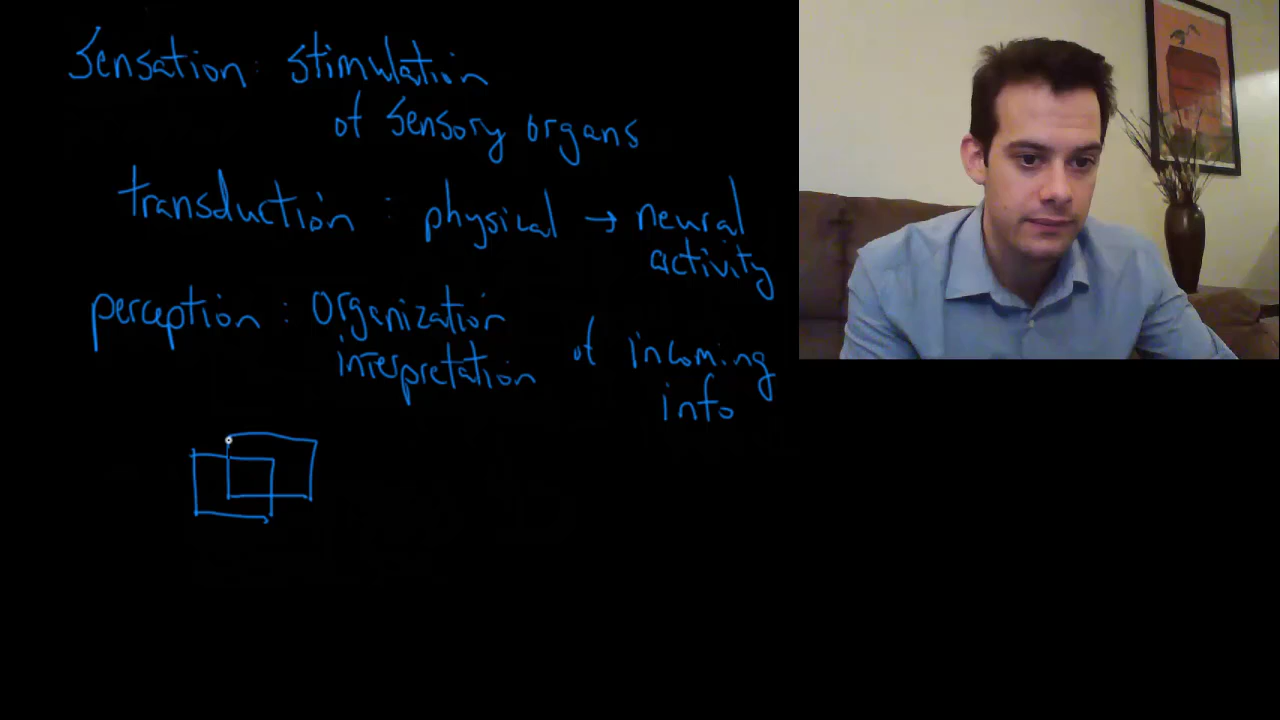 Sensation: stimulation
of sensory organs
transduction: physical → neural
activity
perception: organization
interpretation of incoming
info